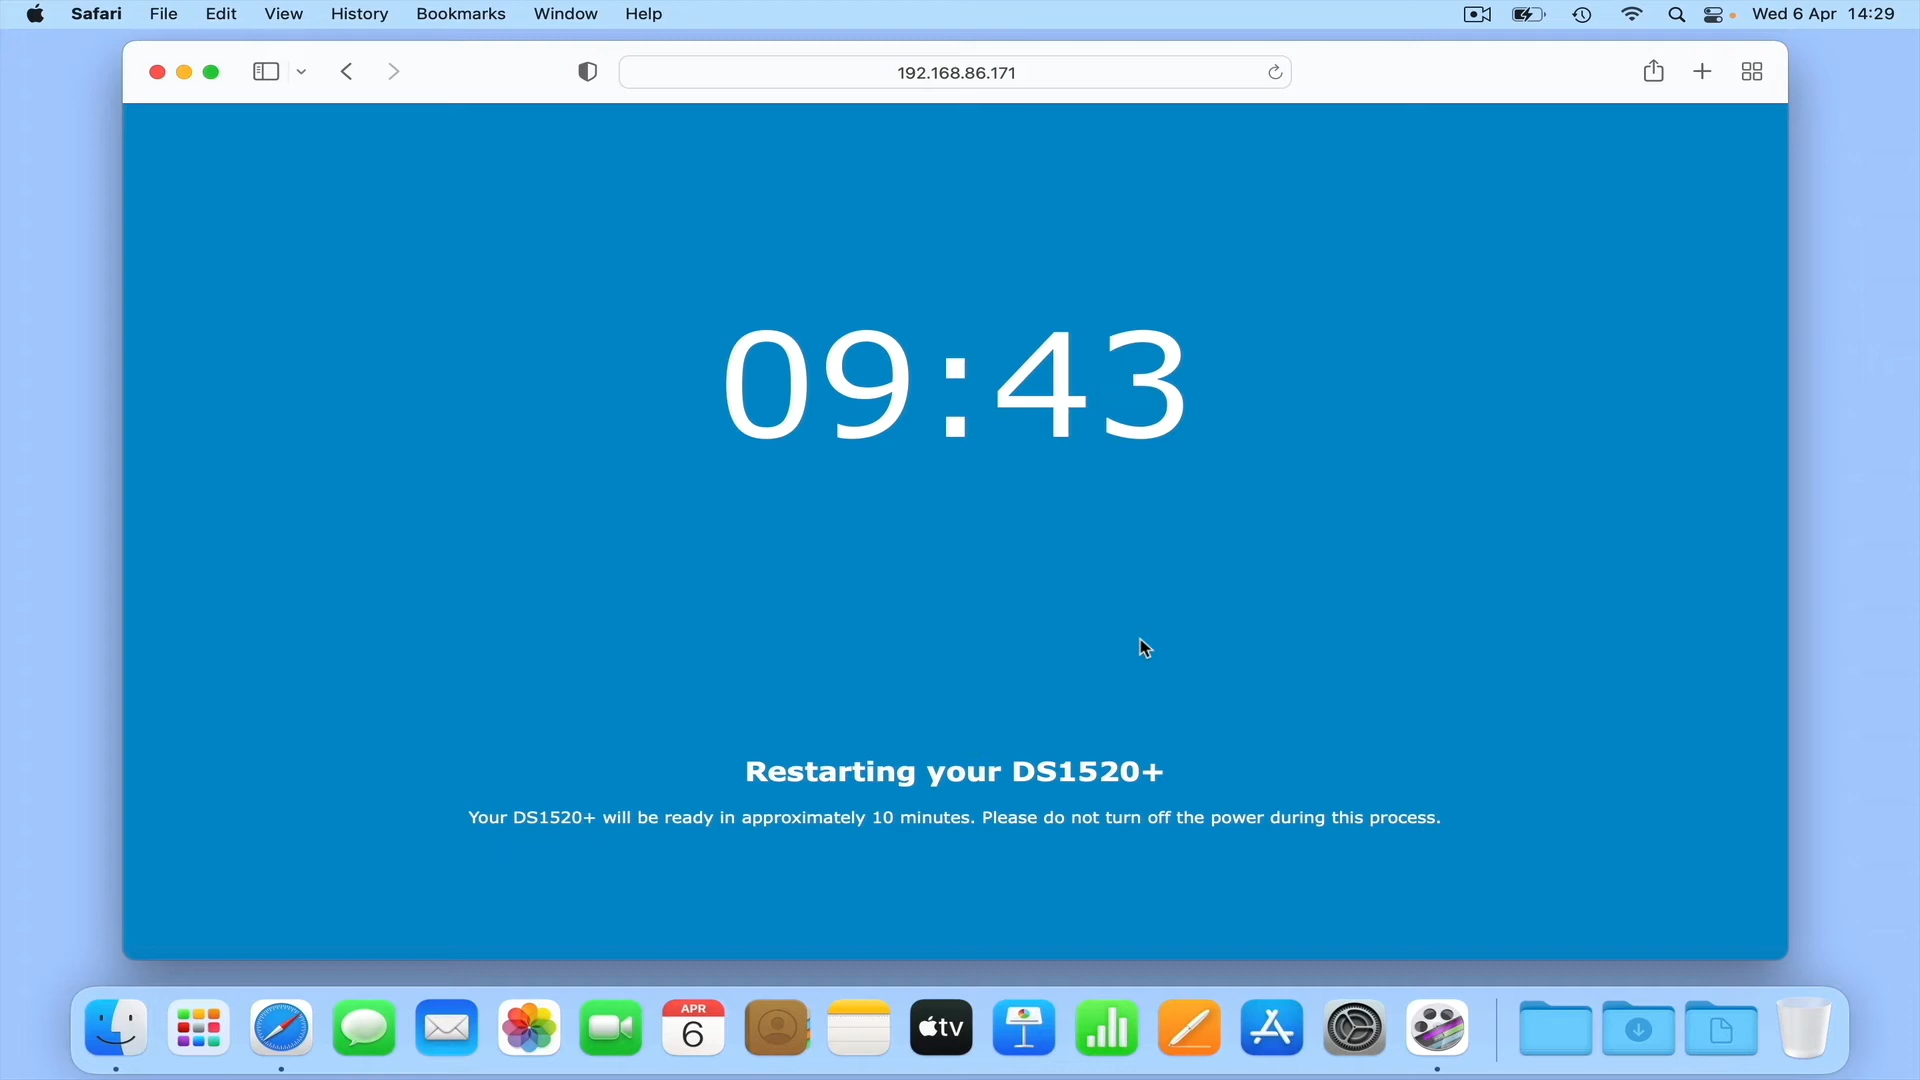 Safari File Edit View History Bookmarks Window Help Wed 6 Apr 14:29
192.168.86.171
09:43
Restarting your DS1520+
Your DS1520+ will be ready in approximately 10 minutes. Please do not turn off the power during this process.
APR
6
tv